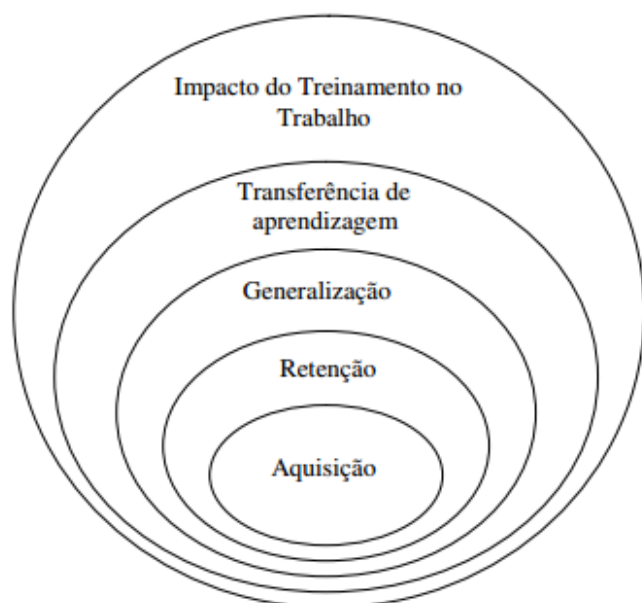 Impacto do Treinamento no
Trabalho
Transferência de
aprendizagem
Generalização
Retenção
Aquisição